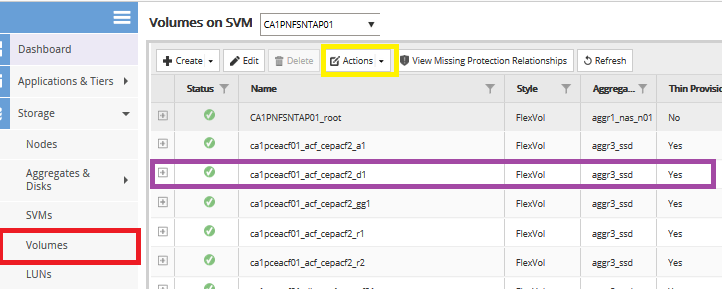 Volumes on SVM CA1PNFSNTAP01
Dashboard
Applications & Tiers
Storage
Nodes
Aggregates &
Disks
SVMs
Volumes
LUNs
Create Edit Delete Actions View Missing Protection Relationships Refresh
Status Name Style Aggrega... Thin Provisio
CA1PNFSNTAP01_root FlexVol aggr1_nas_n01 No
ca1pceacf01_acf_cepacf2_a1 FlexVol aggr3_ssd Yes
ca1pceacf01_acf_cepacf2_d1 FlexVol aggr3_ssd Yes
ca1pceacf01_acf_cepacf2_gg1 FlexVol aggr3_ssd Yes
ca1pceacf01_acf_cepacf2_r1 FlexVol aggr3_ssd Yes
ca1pceacf01_acf_cepacf2_r2 FlexVol aggr3_ssd Yes